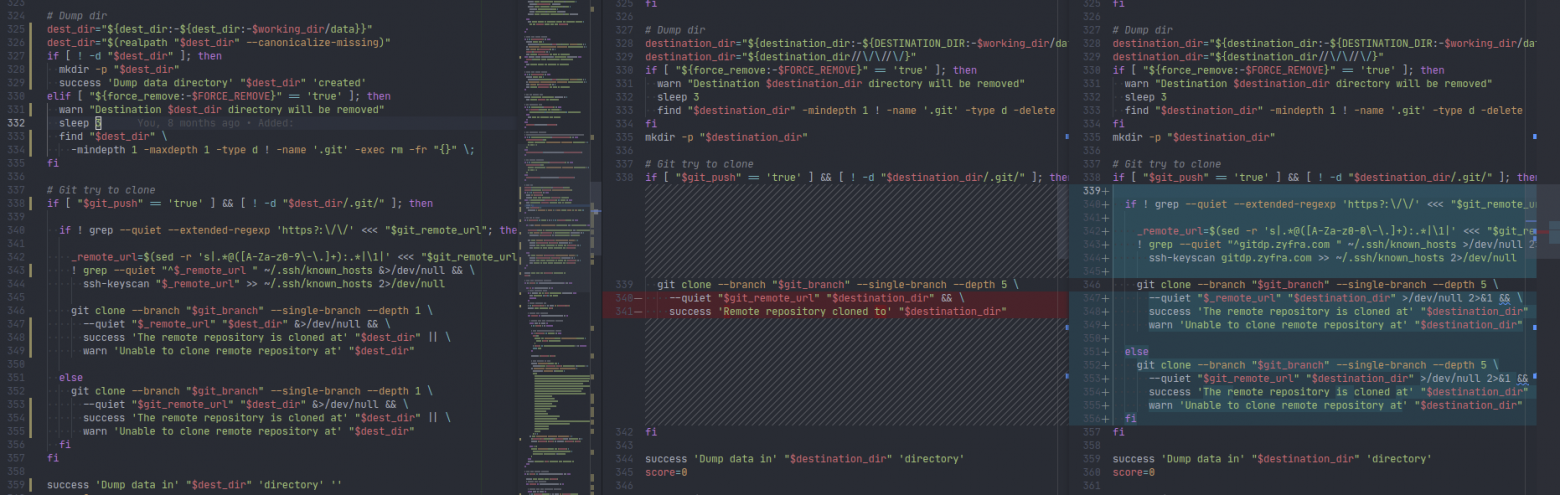 323
324 # Dump dir
325 dest_dir="${dest_dir:-${dest_dir:-$working_dir/data}}"
326 dest_dir="$(realpath "$dest_dir" --canonicalize-missing)"
327 if [ ! -d "$dest_dir" ]; then
328 mkdir -p "$dest_dir"
329 success 'Dump data directory' "$dest_dir" 'created'
330 elif [ "${force_remove:-$FORCE_REMOVE}" == 'true' ]; then
331 warn "Destination $dest_dir directory will be removed"
332 sleep You, 8 months ago • Added:
333 find "$dest_dir" \
334 -mindepth 1 -maxdepth 1 -type d ! -name '.git' -exec rm -fr "{}" \;
335 fi
336
337 # Git try to clone
338 if [ "$git_push" == 'true' ] && [ ! -d "$dest_dir/.git/" ]; then
339
340 if ! grep --quiet --extended-regexp 'https?:\/\/' <<< "$git_remote_url"; the
341
342 _remote_url=$(sed -r 's|.*@([A-Za-z0-9\-\.]+):.*|\1|' <<< "$git_remote_url
343 ! grep --quiet "^$_remote_url " ~/.ssh/known_hosts &>/dev/null && \
344 ssh-keyscan "$_remote_url" >> ~/.ssh/known_hosts 2>/dev/null
345
346 git clone --branch "$git_branch" --single-branch --depth 1 \
347 --quiet "$_remote_url" "$dest_dir" &>/dev/null && \
348 success 'The remote repository is cloned at' "$dest_dir" || \
349 warn 'Unable to clone remote repository at' "$dest_dir"
350
351 else
352 git clone --branch "$git_branch" --single-branch --depth 1 \
353 --quiet "$git_remote_url" "$dest_dir" &>/dev/null && \
354 success 'The remote repository is cloned at' "$dest_dir" || \
355 warn 'Unable to clone remote repository at' "$dest_dir"
356 fi
357 fi
358
359 success 'Dump data in' "$dest_dir" 'directory' ''
325 fi
326
327 # Dump dir
328 destination_dir="${destination_dir:-${DESTINATION_DIR:-$working_dir/da
329 destination_dir="${destination_dir//\/\//\/}"
330 if [ "${force_remove:-$FORCE_REMOVE}" == 'true' ]; then
331 warn "Destination $destination_dir directory will be removed"
332 sleep 3
333 find "$destination_dir" -mindepth 1 ! -name '.git' -type d -delete
334 fi
335 mkdir -p "$destination_dir"
336
337 # Git try to clone
338 if [ "$git_push" == 'true' ] && [ ! -d "$destination_dir/.git/" ]; the
339 git clone --branch "$git_branch" --single-branch --depth 5 \
340- --quiet "$git_remote_url" "$destination_dir" && \
341- success 'Remote repository cloned to' "$destination_dir"
342 fi
343
344 success 'Dump data in' "$destination_dir" 'directory'
345 score=0
346
325 fi
326
327 # Dump dir
328 destination_dir="${destination_dir:-${DESTINATION_DIR:-$working_dir/dat
329 destination_dir="${destination_dir//\/\//\/}"
330 if [ "${force_remove:-$FORCE_REMOVE}" == 'true' ]; then
331 warn "Destination $destination_dir directory will be removed"
332 sleep 3
333 find "$destination_dir" -mindepth 1 ! -name '.git' -type d -delete
334 fi
335 mkdir -p "$destination_dir"
336
337 # Git try to clone
338 if [ "$git_push" == 'true' ] && [ ! -d "$destination_dir/.git/" ]; then
339+
340+ if ! grep --quiet --extended-regexp 'https?:\/\/' <<< "$git_remote_u
341+
342+ _remote_url=$(sed -r 's|.*@([A-Za-z0-9\-\.]+):.*|\1|' <<< "$git_re
343+ ! grep --quiet "^gitdp.zyfra.com " ~/.ssh/known_hosts >/dev/null 2
344+ ssh-keyscan gitdp.zyfra.com >> ~/.ssh/known_hosts 2>/dev/null
345+
346 git clone --branch "$git_branch" --single-branch --depth 5 \
347+ --quiet "$_remote_url" "$destination_dir" >/dev/null 2>&1 && \
348+ success 'The remote repository is cloned at' "$destination_dir"
349+ warn 'Unable to clone remote repository at' "$destination_dir"
350+
351+ else
352+ git clone --branch "$git_branch" --single-branch --depth 5 \
353+ --quiet "$git_remote_url" "$destination_dir" >/dev/null 2>&1 &&
354+ success 'The remote repository is cloned at' "$destination_dir"
355+ warn 'Unable to clone remote repository at' "$destination_dir"
356+ fi
357 fi
358
359 success 'Dump data in' "$destination_dir" 'directory'
360 score=0
361